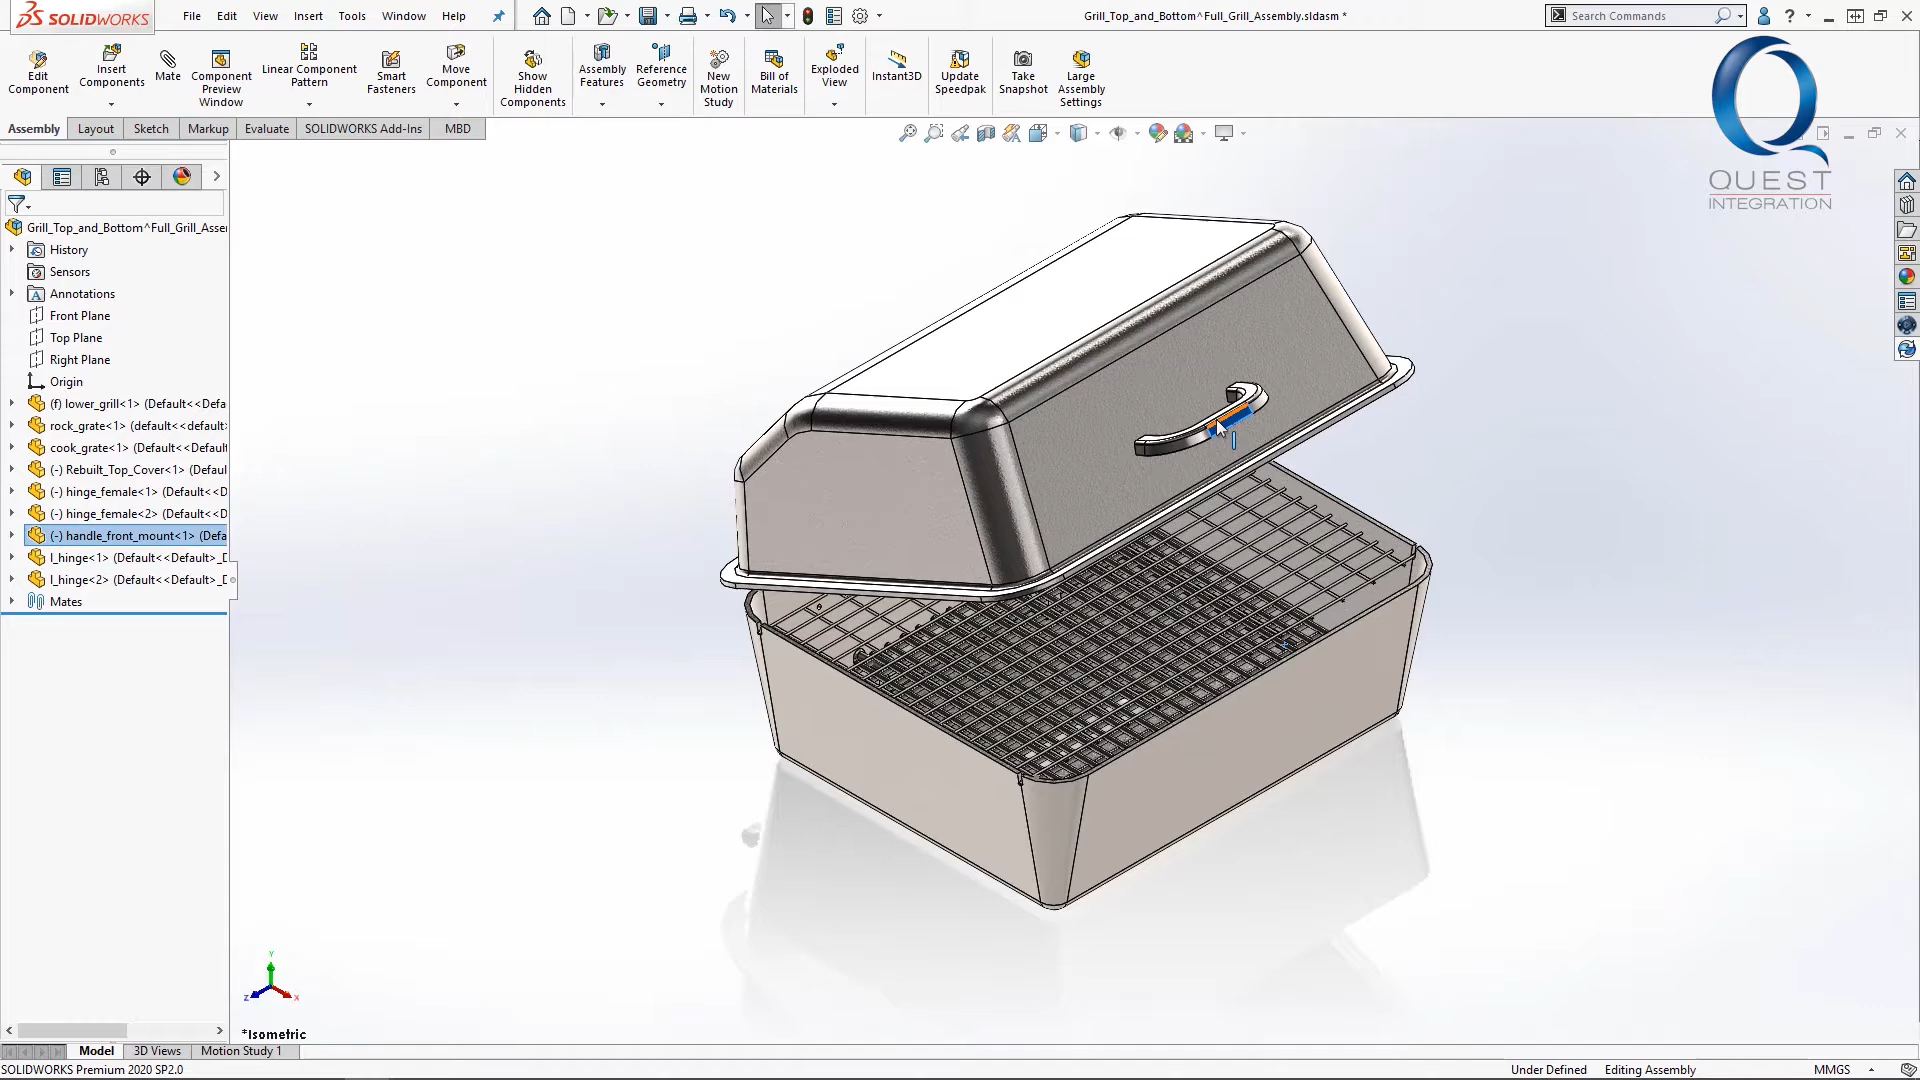 SOLIDWORKS
File Edit View Insert Tools Window Help
Grill_Top_and_Bottom^Full_Grill_Assembly.sldasm *
Search Commands
Edit Component
Insert Components
Mate
Component Preview Window
Linear Component Pattern
Smart Fasteners
Move Component
Show Hidden Components
Assembly Features
Reference Geometry
New Motion Study
Bill of Materials
Exploded View
Instant3D
Update Speedpak
Take Snapshot
Large Assembly Settings
Assembly Layout Sketch Markup Evaluate SOLIDWORKS Add-Ins MBD
QUEST
INTEGRATION
Grill_Top_and_Bottom^Full_Grill_Asser
History
Sensors
Annotations
Front Plane
Top Plane
Right Plane
Origin
(f) lower_grill<1> (Default<<Defa
rock_grate<1> (default<<default>
cook_grate<1> (Default<<Default
(-) Rebuilt_Top_Cover<1> (Defaul
(-) hinge_female<1> (Default<<D
(-) hinge_female<2> (Default<<D
(-) handle_front_mount<1> (Defa
l_hinge<1> (Default<<Default>_D
l_hinge<2> (Default<<Default>_D
Mates
Y
Z X
*Isometric
Model 3D Views Motion Study 1
SOLIDWORKS Premium 2020 SP2.0
Under Defined Editing Assembly MMGS